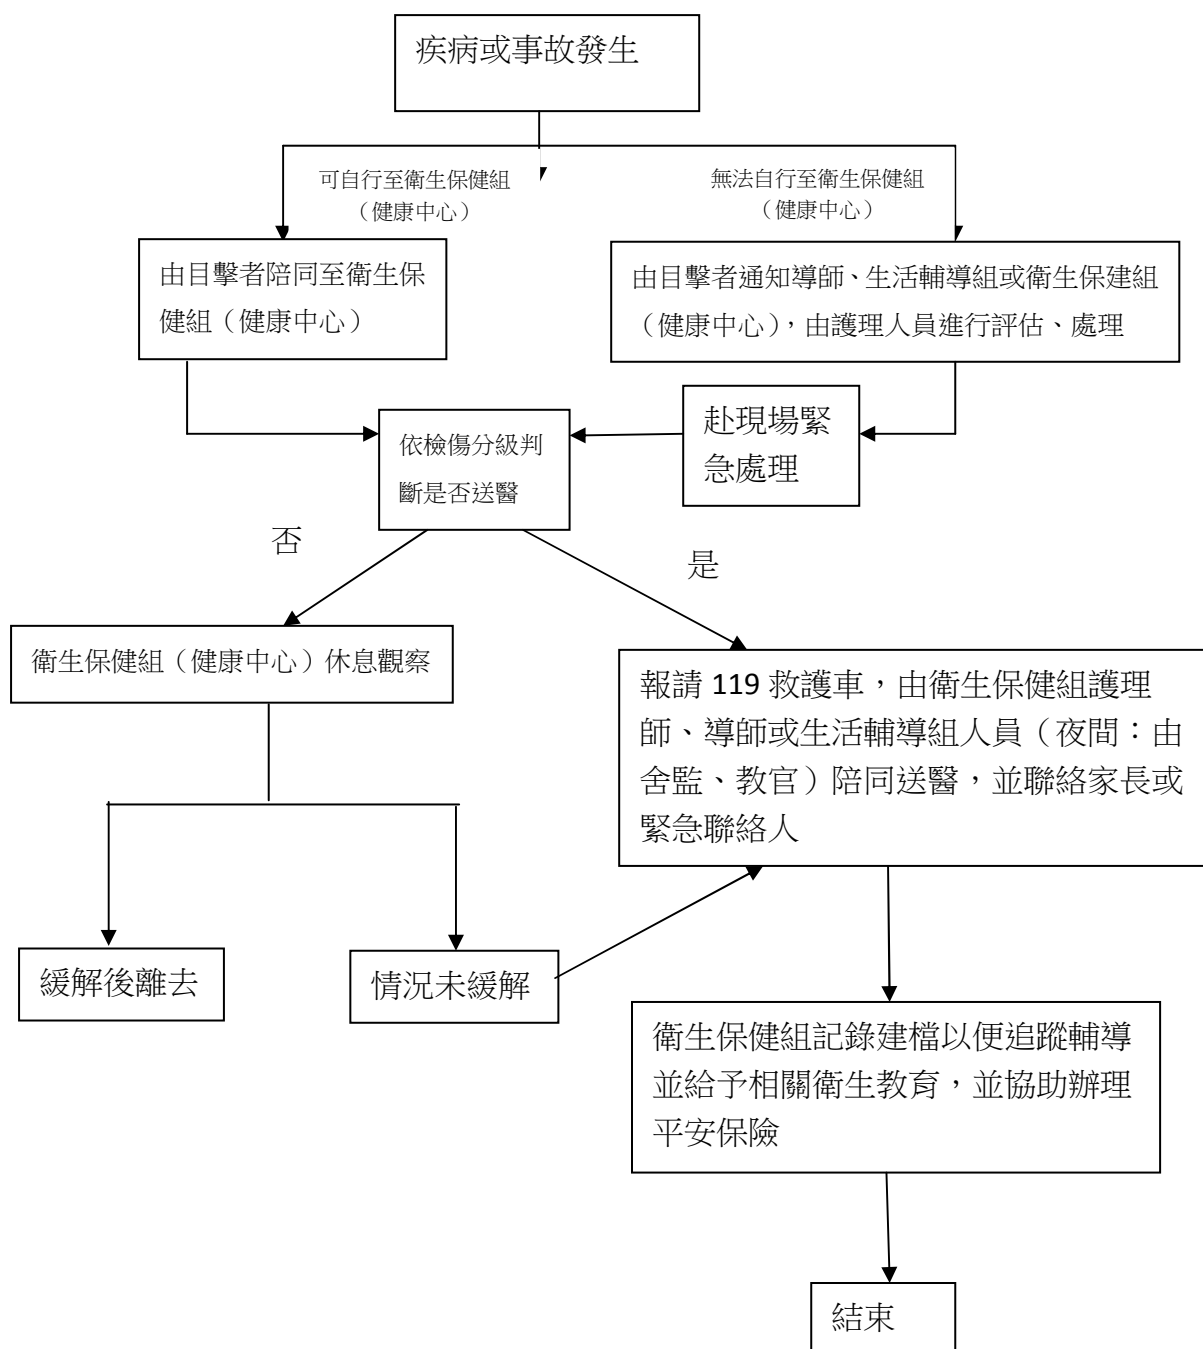 疾病或事故發生
可自行至衛生保健組
（健康中心）
無法自行至衛生保健組
（健康中心）
由目擊者陪同至衛生保
健組（健康中心）
由目擊者通知導師、生活輔導組或衛生保建組
（健康中心），由護理人員進行評估、處理
赴現場緊
急處理
依檢傷分級判
斷是否送醫
否
是
衛生保健組（健康中心）休息觀察
報請 119 救護車，由衛生保健組護理
師、導師或生活輔導組人員（夜間：由
舍監、教官）陪同送醫，並聯絡家長或
緊急聯絡人
緩解後離去
情況未緩解
衛生保健組記錄建檔以便追蹤輔導
並給予相關衛生教育，並協助辦理
平安保險
結束